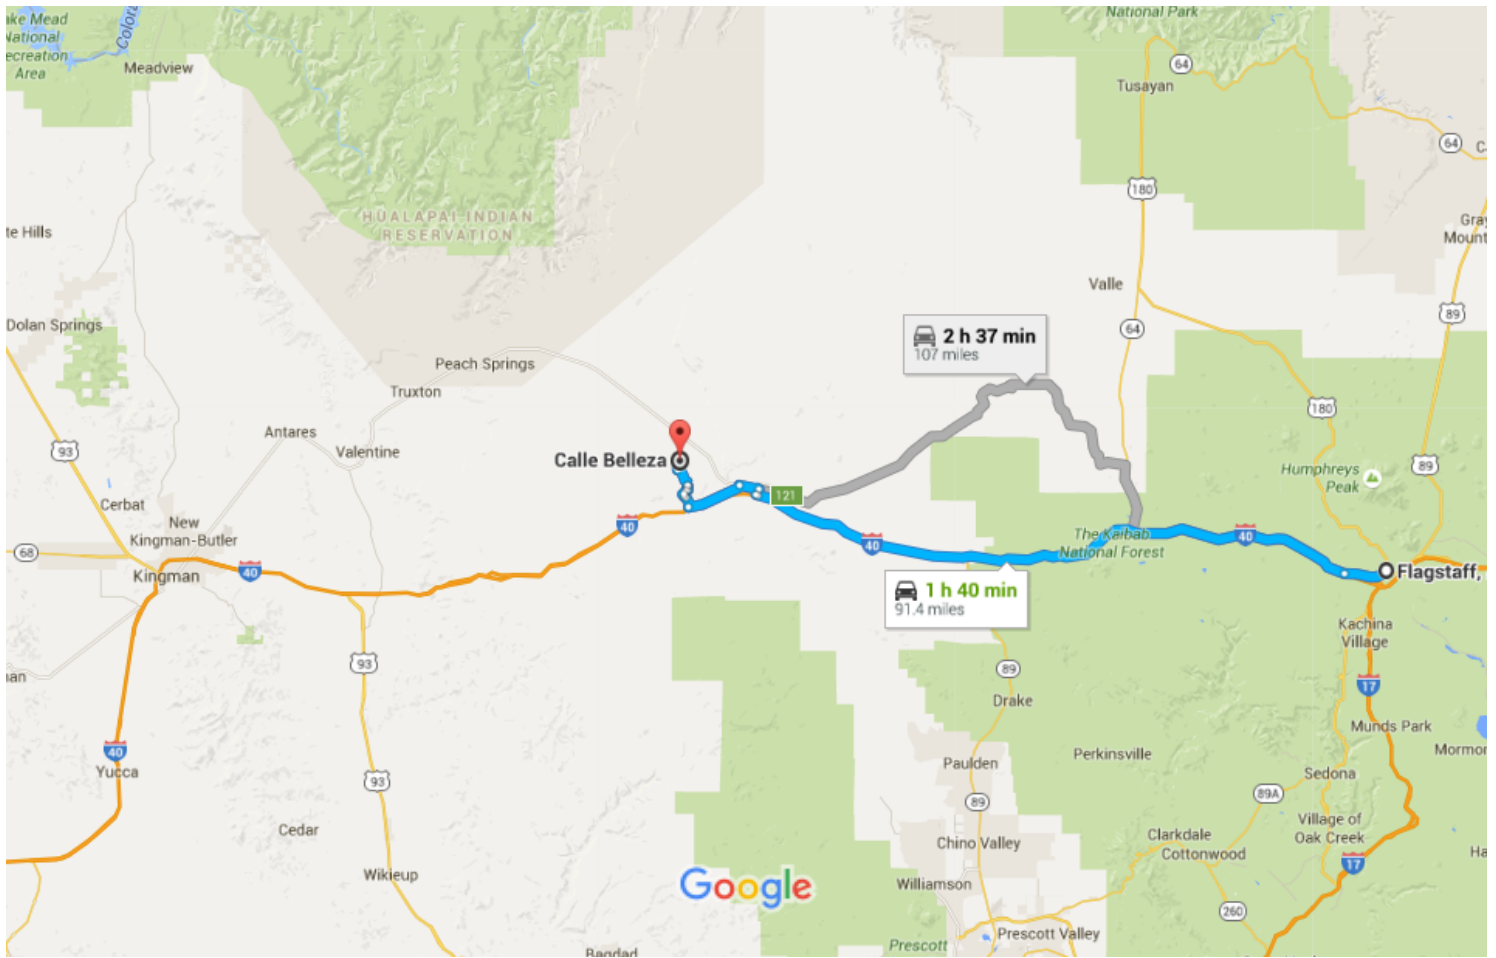 ake Mead
National
ecreation
Area
Colora
Meadview
National Park
64
Tusayan
64
180
HUALAPAI INDIAN
RESERVATION
te Hills
Gray
Mount
Valle
89
Dolan Springs
64
2 h 37 min
107 miles
Peach Springs
Truxton
180
Antares
Valentine
93
Calle Belleza
Humphreys
Peak
89
Cerbat
121
New
Kingman-Butler
40
68
Kingman
40
40
40
The Kaibab
National Forest
Flagstaff,
1 h 40 min
91.4 miles
Kachina
Village
93
89
an
17
Drake
Munds Park
40
Yucca
Perkinsville
Mormon
Paulden
Sedona
93
89
89A
Village of
Oak Creek
Cedar
Clarkdale
Cottonwood
Chino Valley
Ha
17
Wikieup
Google
Williamson
260
Prescott Valley
Prescott
Bagdad